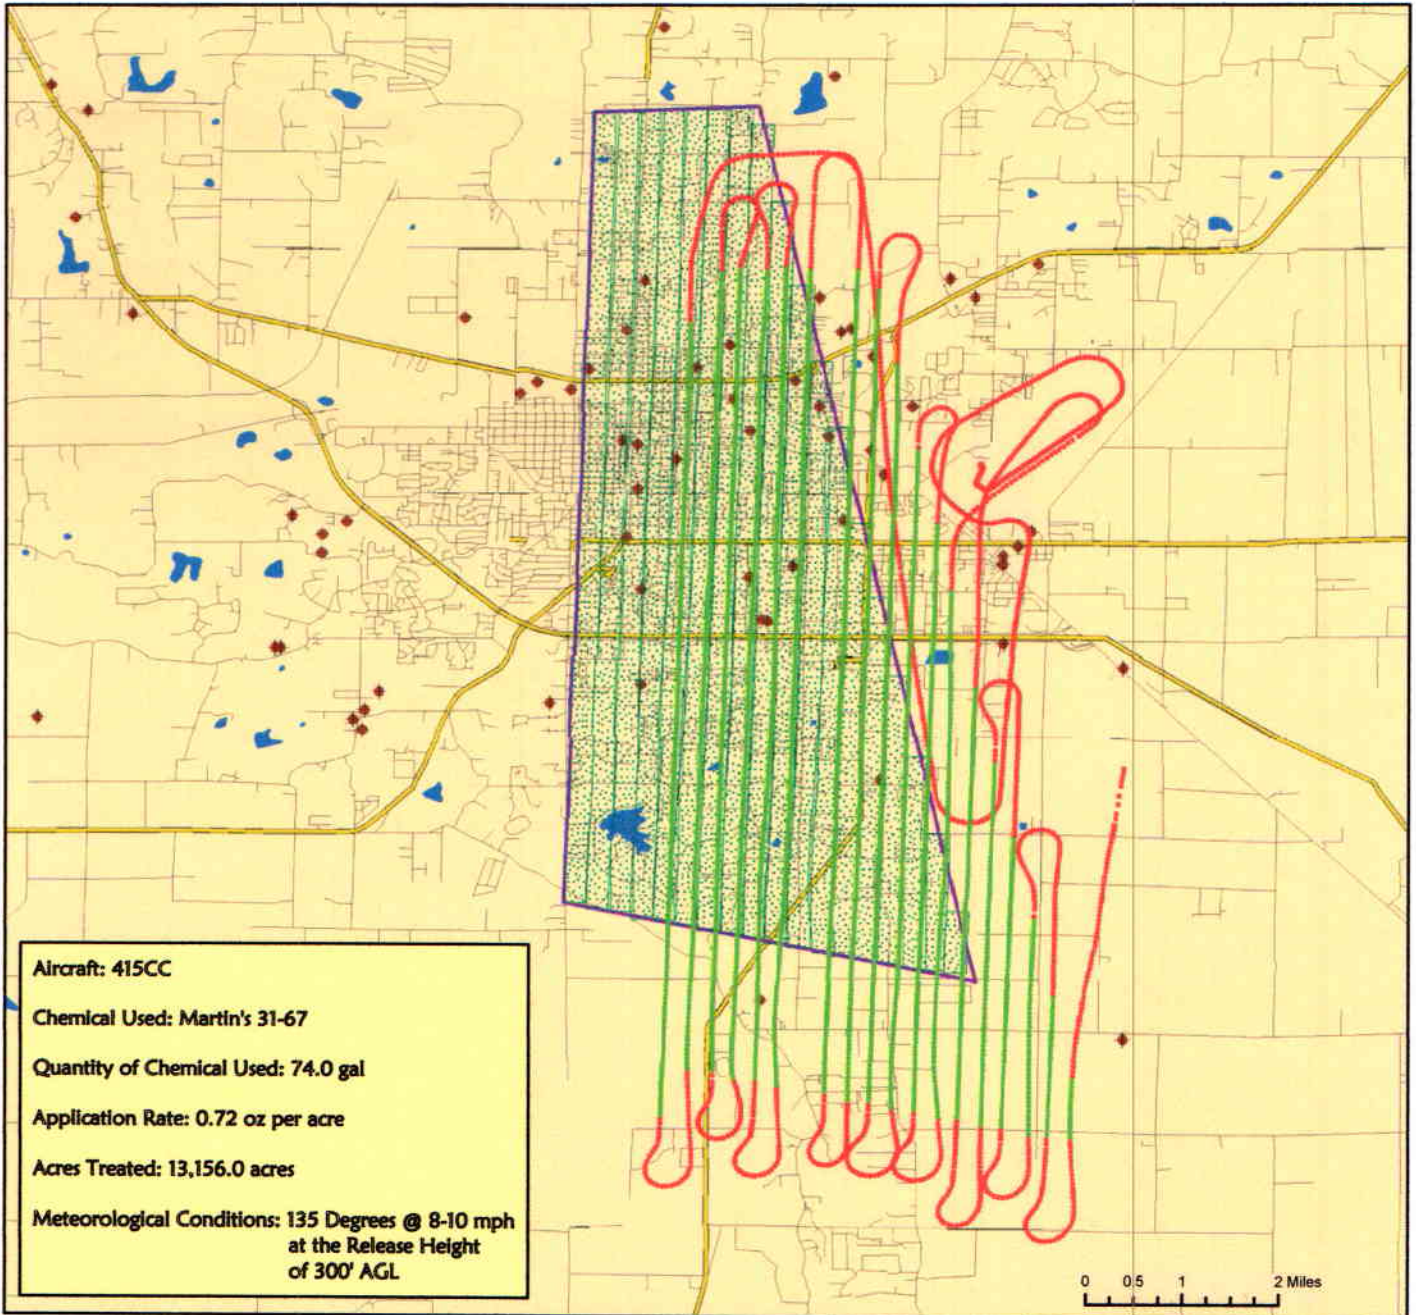 Aircraft: 415CC
Chemical Used: Martin's 31-67
Quantity of Chemical Used: 74.0 gal
Application Rate: 0.72 oz per acre
Acres Treated: 13,156.0 acres
Meteorological Conditions: 135 Degrees @ 8-10 mph
at the Release Height
of 300' AGL
0 0.5 1 2 Miles